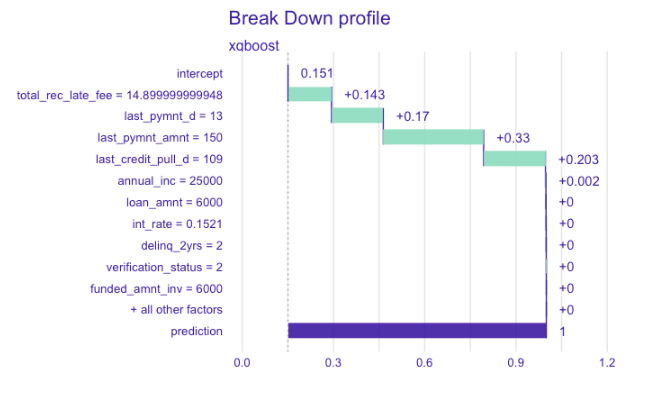 Break Down profile
xgboost
intercept 0.151
total_rec_late_fee = 14.899999999948 +0.143
last_pymnt_d = 13 +0.17
last_pymnt_amnt = 150 +0.33
last_credit_pull_d = 109 +0.203
annual_inc = 25000 +0.002
loan_amnt = 6000 +0
int_rate = 0.1521 +0
delinq_2yrs = 2 +0
verification_status = 2 +0
funded_amnt_inv = 6000 +0
+ all other factors +0
prediction 1
0.0 0.3 0.6 0.9 1.2